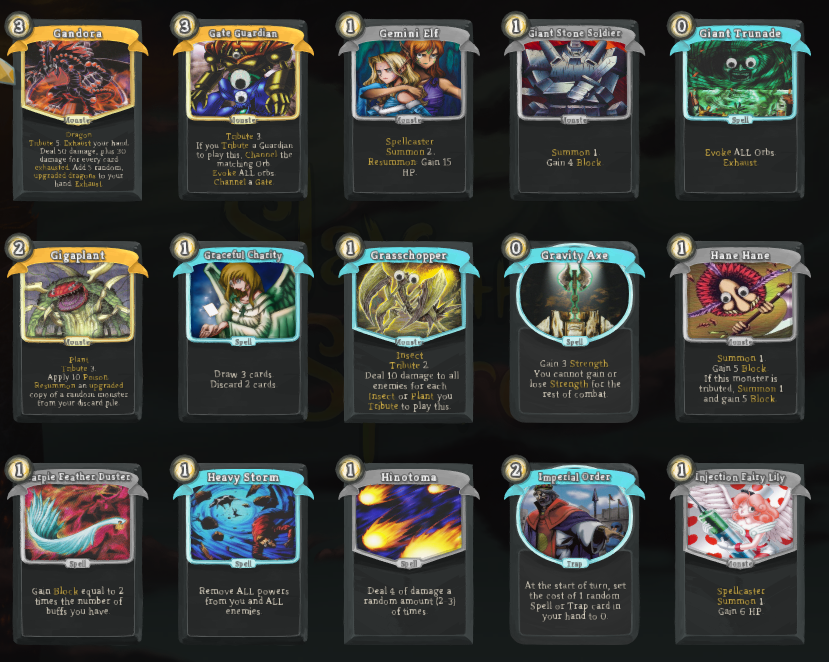 3
Gandora
Monster
Dragon
Tribute 5. Exhaust your hand.
Deal 50 damage, plus 30
damage for every card
exhausted. Add 5 random,
upgraded dragons to your
hand. Exhaust.
3
Gate Guardian
Monster
Tribute 3.
If you Tribute a Guardian
to play this, Channel the
matching Orb.
Evoke ALL orbs.
Channel a Gate
1
Gemini Elf
Monster
Spellcaster
Summon 2.
Resummon: Gain 15
HP.
1
Giant Stone Soldier
Monster
Summon 1
Gain 4 Block.
0
Giant Trunade
Spell
Evoke ALL Orbs.
Exhaust.
2
Gigaplant
Monster
Plant
Tribute 3.
Apply 10 Poison.
Resummon an upgraded
copy of a random monster
from your discard pile.
1
Graceful Charity
Spell
Draw 3 cards.
Discard 2 cards.
1
Grasschopper
Monster
Insect
Tribute 2.
Deal 10 damage to all
enemies for each
Insect or Plant you
Tribute to play this.
0
Gravity Axe
Spell
Gain 3 Strength.
You cannot gain or
lose Strength for the
rest of combat.
1
Hane Hane
Monster
Summon 1.
Gain 5 Block.
If this monster is
tributed, Summon 1
and gain 5 Block.
1
arpie Feather Duster
Spell
Gain Block equal to 2
times the number of
buffs you have.
1
Heavy Storm
Spell
Remove ALL powers
from you and ALL
enemies.
1
Hinotoma
Spell
Deal 4 of damage a
random amount (2-3)
of times.
2
Imperial Order
Trap
At the start of turn, set
the cost of 1 random
Spell or Trap card in
your hand to 0.
1
Injection Fairy Lily
Monster
Spellcaster
Summon 1
Gain 6 HP.